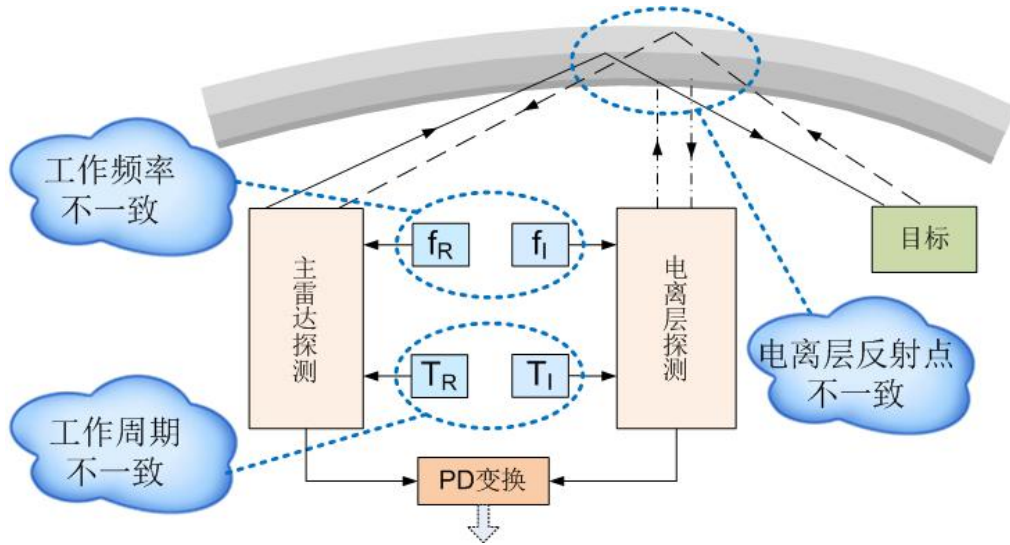 工作频率
不一致
f_R
f_I
主雷达探测
电离层探测
目标
T_R
T_I
电离层反射点
不一致
工作周期
不一致
PD变换